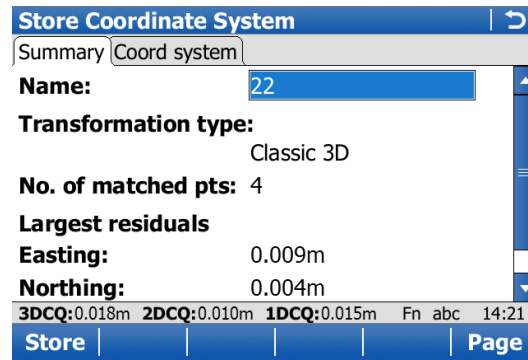 Store Coordinate System
Summary Coord system
Name: 22
Transformation type:
Classic 3D
No. of matched pts: 4
Largest residuals
Easting: 0.009m
Northing: 0.004m
3DCQ:0.018m 2DCQ:0.010m 1DCQ:0.015m Fn abc 14:21
Store Page